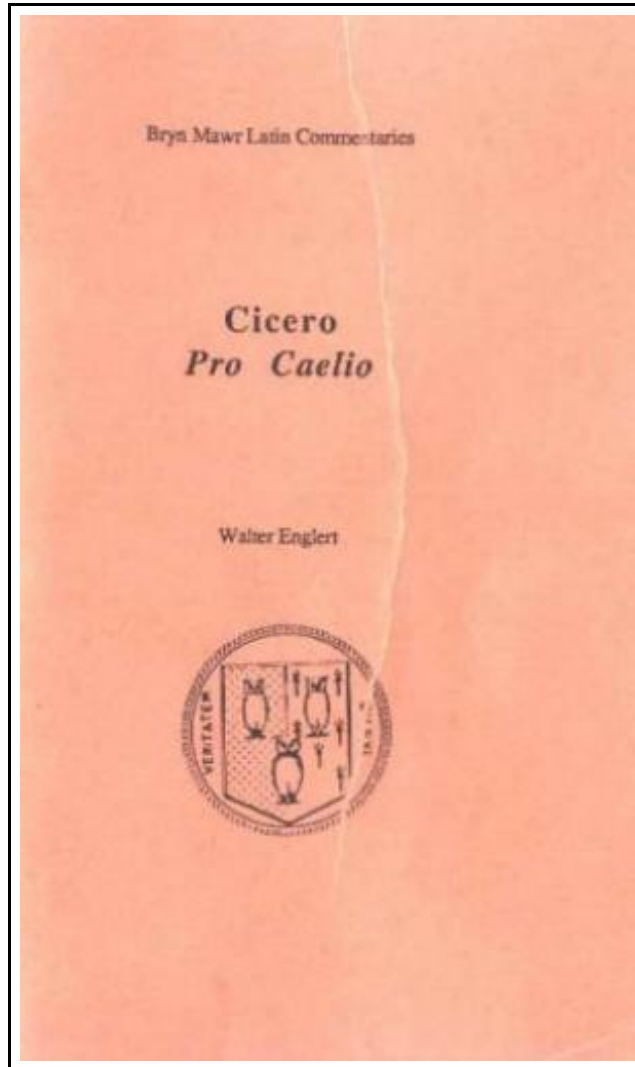 Bryn Mawr Latin Commentaries
Cicero
Pro Caelio
Walter Englert
VERITATEM